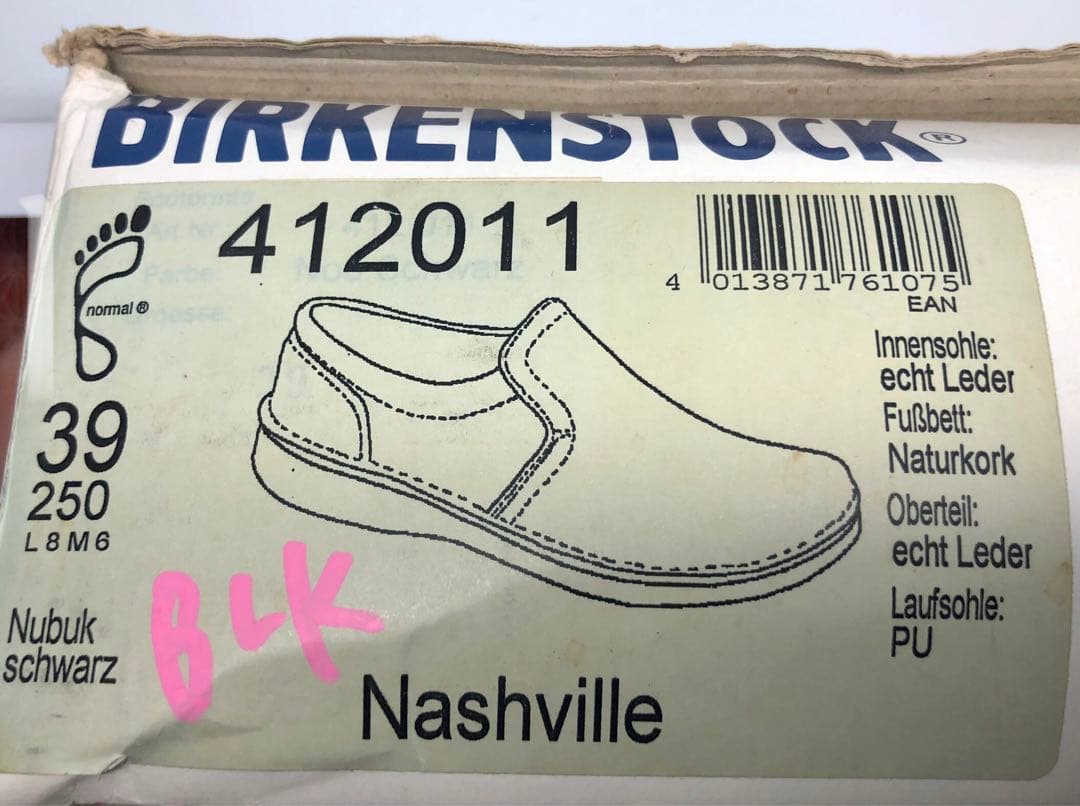 BIRKENSTOCK®
412011
4 013871 761075
EAN
normal®
39
250
L8M6
Nubuk
schwarz
BLK
Nashville
Innensohle:
echt Leder
Fußbett:
Naturkork
Oberteil:
echt Leder
Laufsohle:
PU